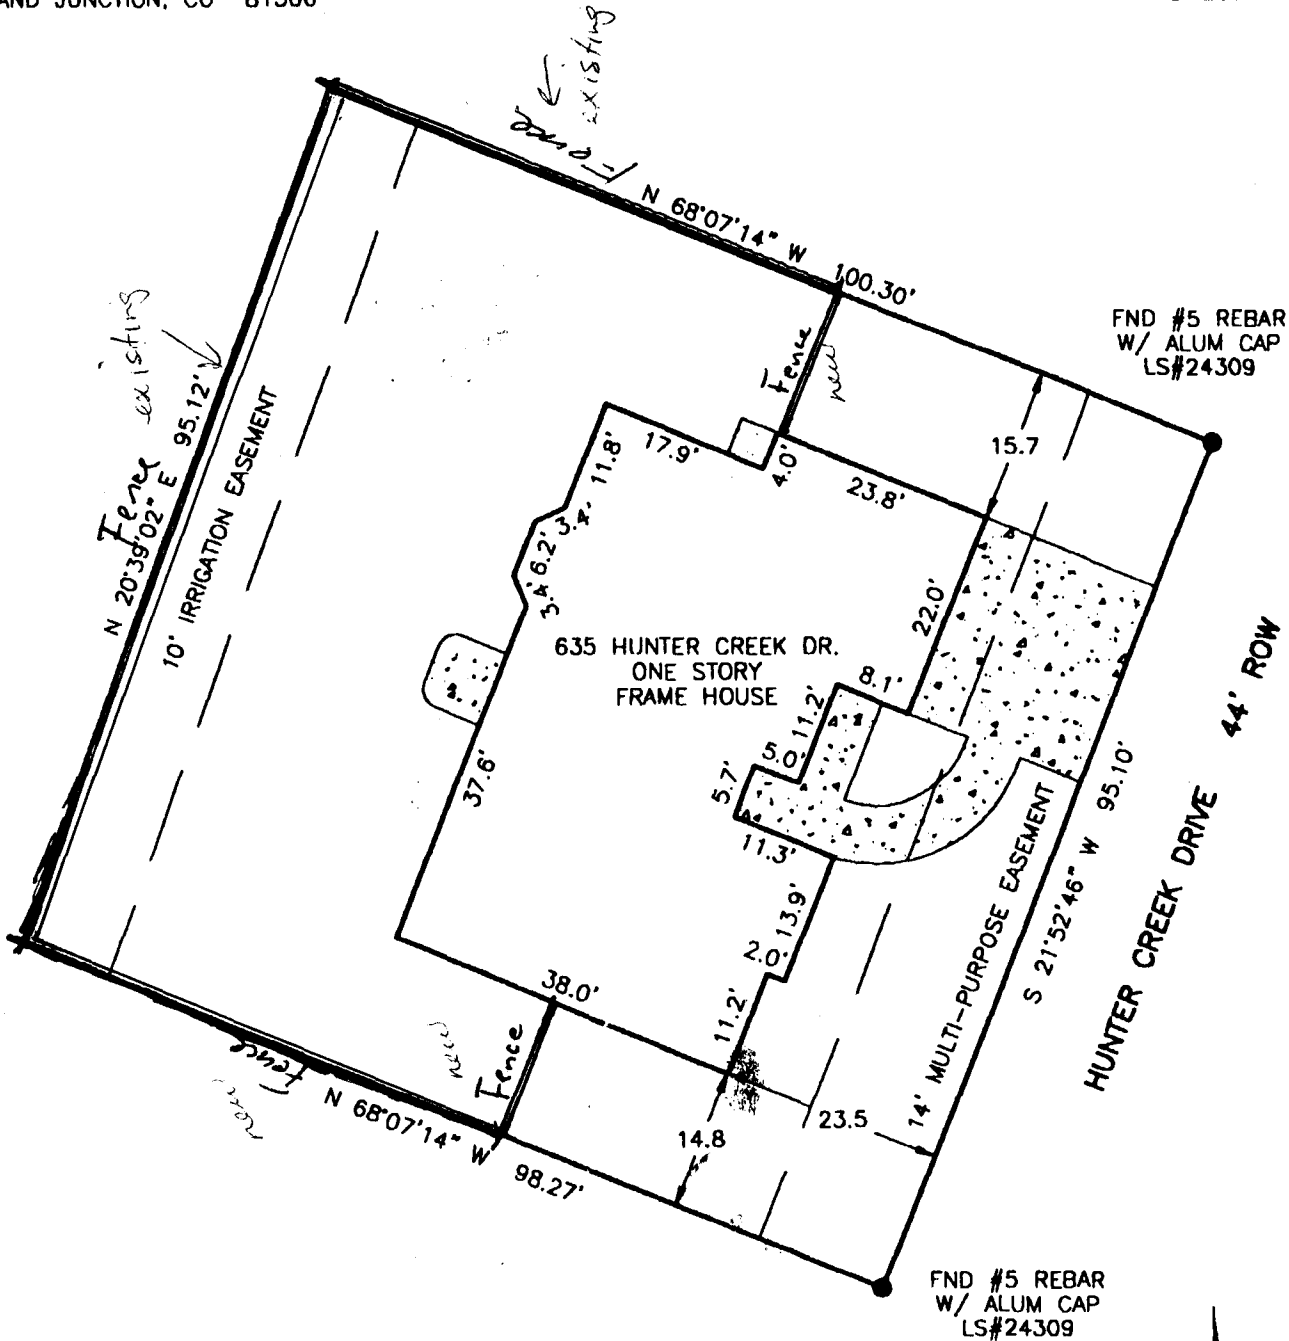 AND JUNCTION, CO 81506
existing
Fence
N 68°07'14" W
100.30'
FND #5 REBAR
W/ ALUM CAP
LS#24309
existing
Fence
N 20°39'02" E 95.12'
10' IRRIGATION EASEMENT
Fence
new
15.7
17.9'
4.0'
23.8'
11.8'
3.4'
6.2'
3.4'
22.0'
635 HUNTER CREEK DR.
ONE STORY
FRAME HOUSE
8.1'
11.2'
5.0'
5.7'
11.3'
37.6'
13.9'
2.0'
11.2'
38.0'
14' MULTI-PURPOSE EASEMENT
S 21°52'46" W 95.10'
HUNTER CREEK DRIVE 44' ROW
new
Fence
new
Fence
N 68°07'14" W
98.27'
14.8
23.5
FND #5 REBAR
W/ ALUM CAP
LS#24309